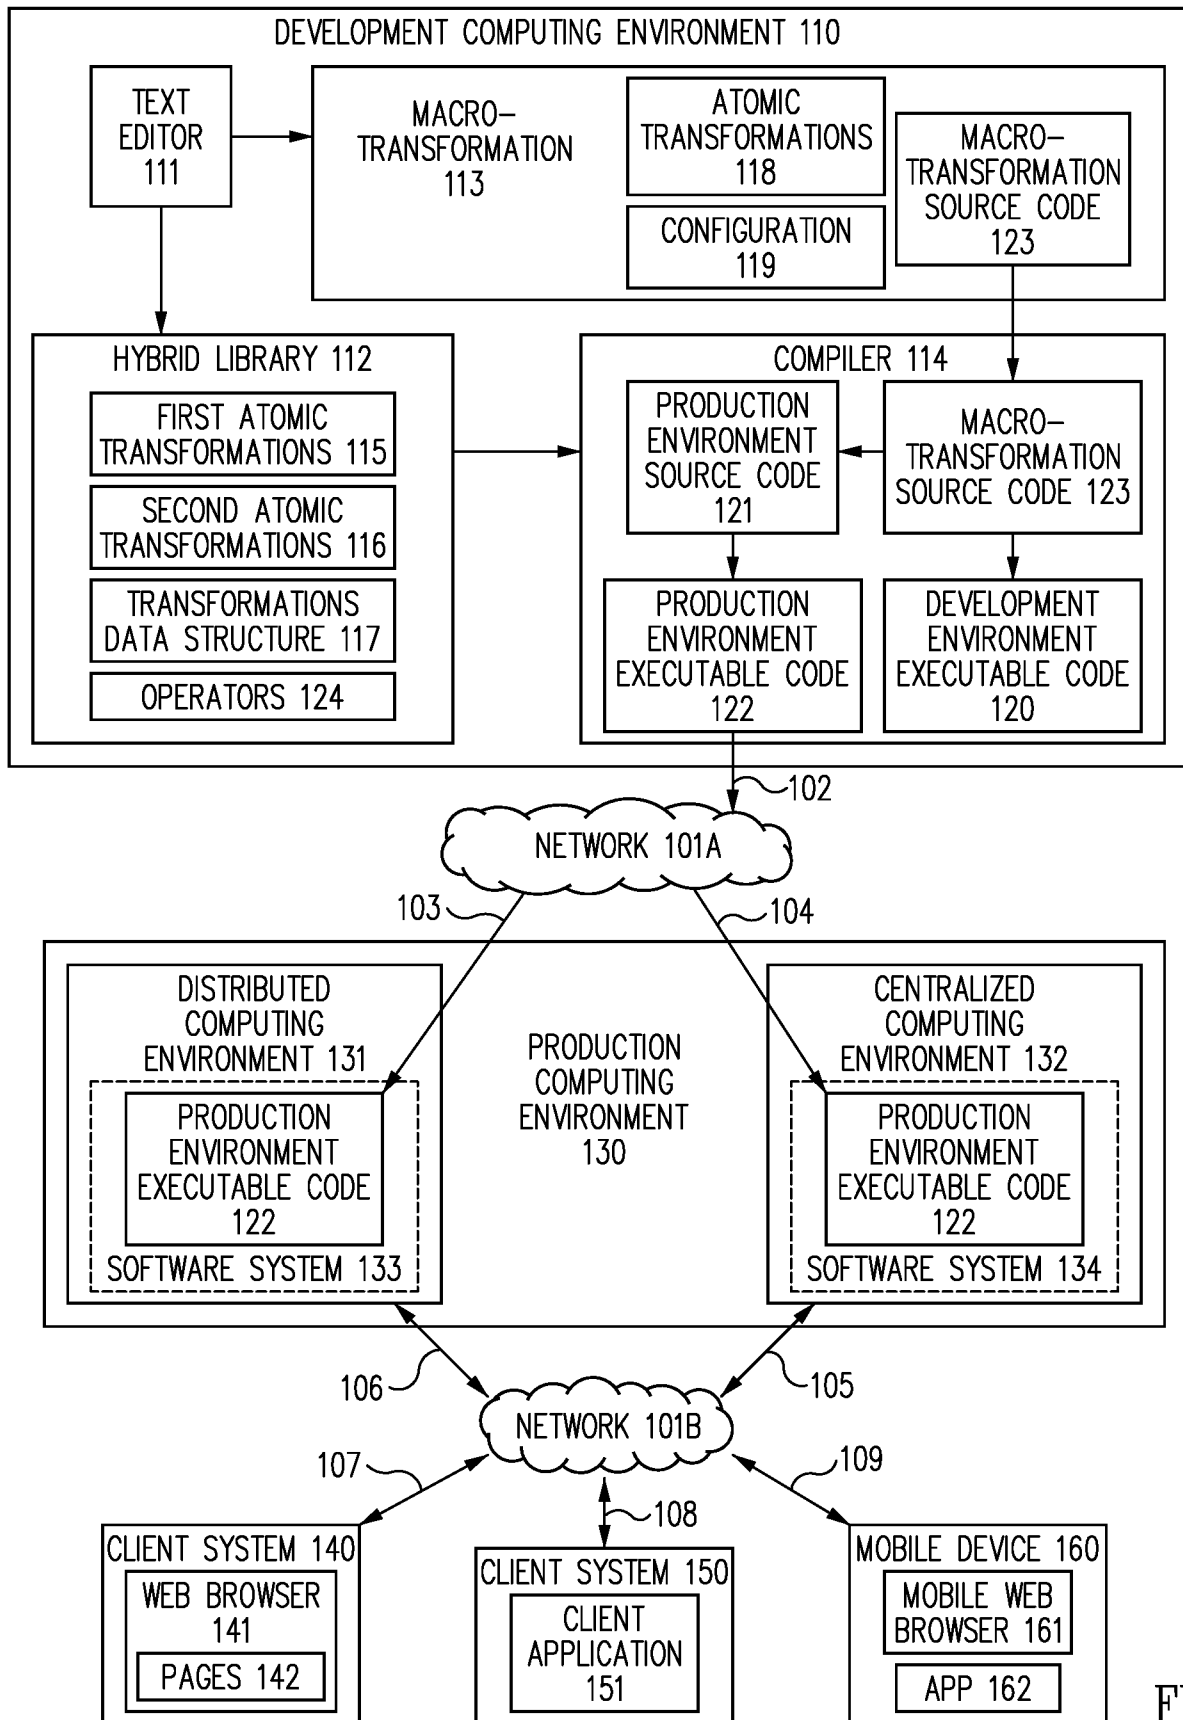 DEVELOPMENT COMPUTING ENVIRONMENT 110
TEXT
EDITOR
111
MACRO-
TRANSFORMATION
113
ATOMIC
TRANSFORMATIONS
118
CONFIGURATION
119
MACRO-
TRANSFORMATION
SOURCE CODE
123
HYBRID LIBRARY 112
FIRST ATOMIC
TRANSFORMATIONS 115
SECOND ATOMIC
TRANSFORMATIONS 116
TRANSFORMATIONS
DATA STRUCTURE 117
OPERATORS 124
COMPILER 114
PRODUCTION
ENVIRONMENT
SOURCE CODE
121
MACRO-
TRANSFORMATION
SOURCE CODE 123
PRODUCTION
ENVIRONMENT
EXECUTABLE CODE
122
DEVELOPMENT
ENVIRONMENT
EXECUTABLE CODE
120
102
NETWORK 101A
103
104
DISTRIBUTED
COMPUTING
ENVIRONMENT 131
PRODUCTION
ENVIRONMENT
EXECUTABLE CODE
122
SOFTWARE SYSTEM 133
PRODUCTION
COMPUTING
ENVIRONMENT
130
CENTRALIZED
COMPUTING
ENVIRONMENT 132
PRODUCTION
ENVIRONMENT
EXECUTABLE CODE
122
SOFTWARE SYSTEM 134
106
105
NETWORK 101B
107
108
109
CLIENT SYSTEM 140
WEB BROWSER
141
PAGES 142
CLIENT SYSTEM 150
CLIENT
APPLICATION
151
MOBILE DEVICE 160
MOBILE WEB
BROWSER 161
APP 162